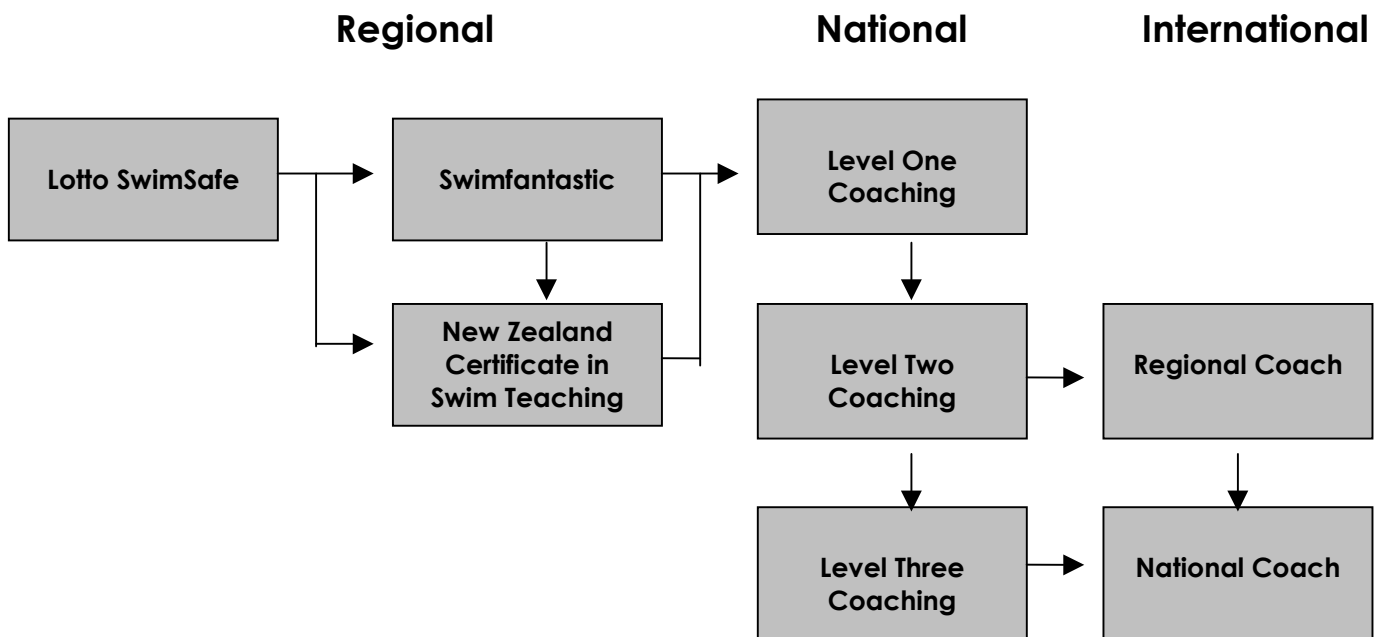 Regional
National
International
Lotto SwimSafe
Swimfantastic
Level One
Coaching
New Zealand
Certificate in
Swim Teaching
Level Two
Coaching
Regional Coach
Level Three
Coaching
National Coach